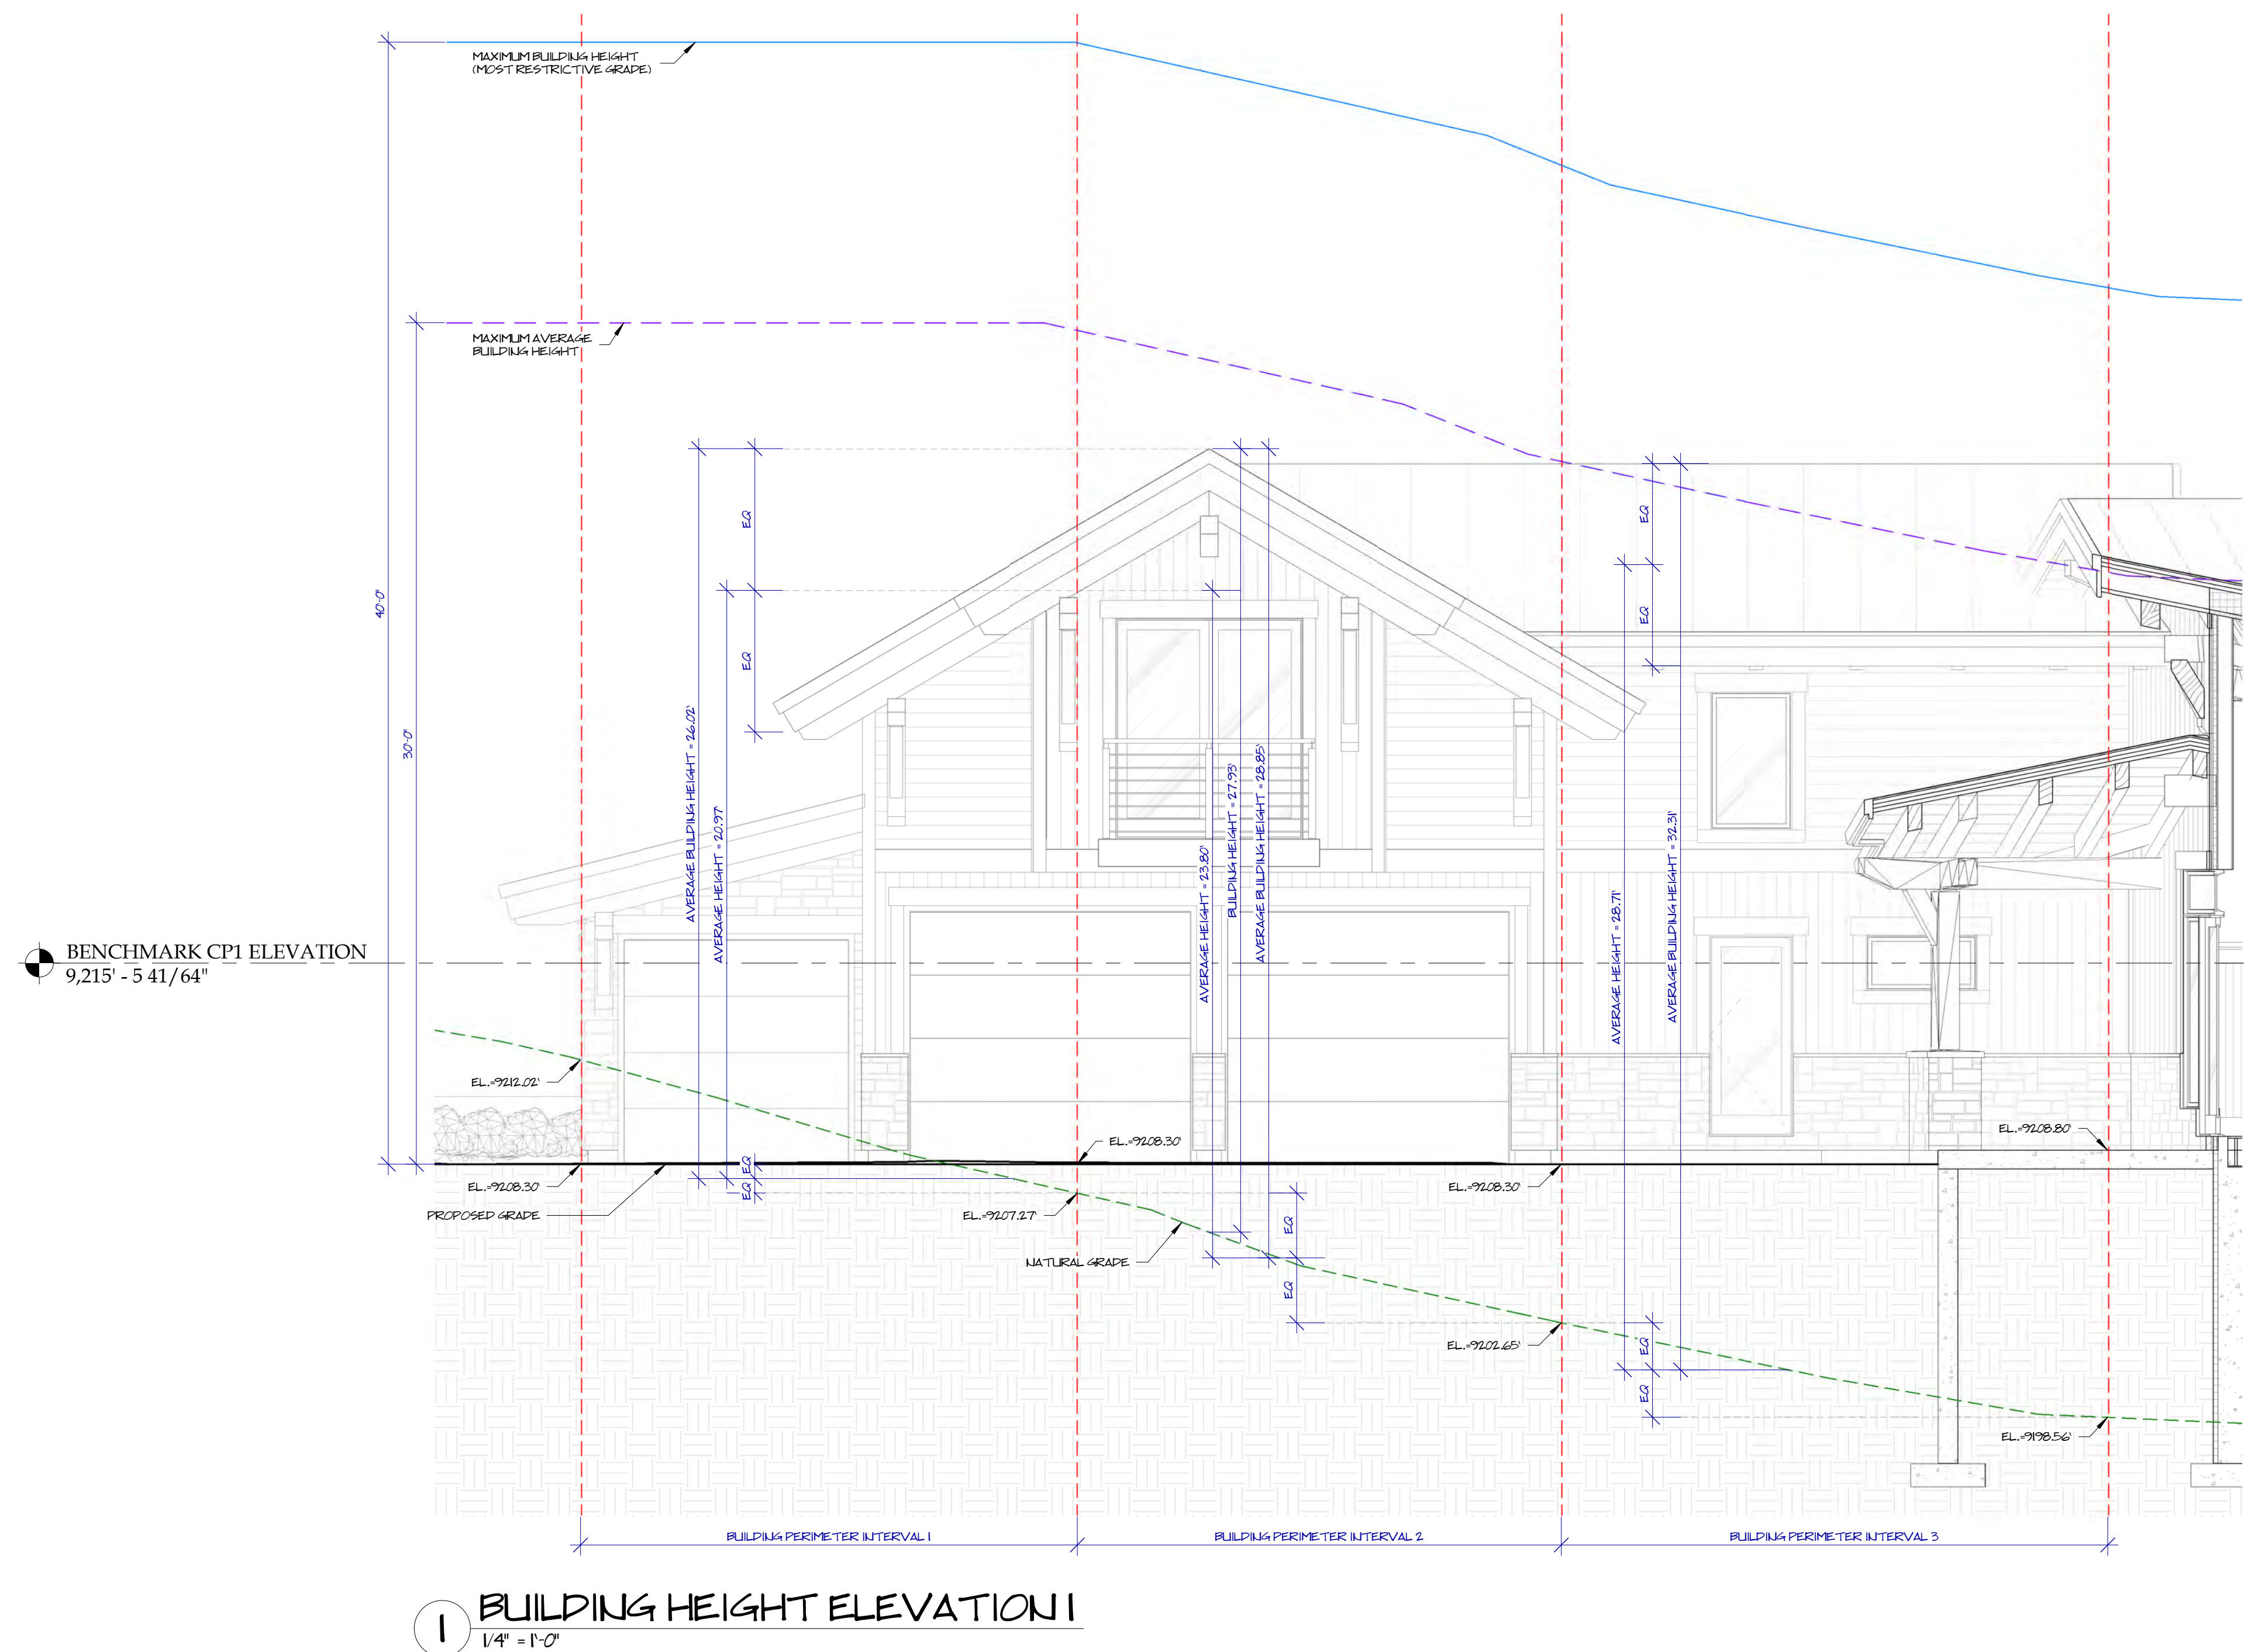 MAXIMUM BUILDING HEIGHT
(MOST RESTRICTIVE GRADE)
MAXIMUM AVERAGE
BUILDING HEIGHT
40'-0"
30'-0"
EQ
EQ
AVERAGE BUILDING HEIGHT = 26.02'
AVERAGE HEIGHT = 20.97'
AVERAGE HEIGHT = 23.80'
BUILDING HEIGHT = 27.93'
AVERAGE BUILDING HEIGHT = 28.85'
EQ
EQ
AVERAGE HEIGHT = 28.71'
AVERAGE BUILDING HEIGHT = 32.31'
BENCHMARK CP1 ELEVATION
9,215' - 5 41/64"
EL.=9212.02'
EL.=9208.30'
EL.=9208.80'
EQ
EQ
EL.=9208.30'
EL.=9208.30'
PROPOSED GRADE
EL.=9207.27'
EQ
NATURAL GRADE
EQ
EL.=9202.65'
EQ
EQ
EL.=9198.56'
BUILDING PERIMETER INTERVAL 1
BUILDING PERIMETER INTERVAL 2
BUILDING PERIMETER INTERVAL 3
1
BUILDING HEIGHT ELEVATION 1
1/4" = 1'-0"